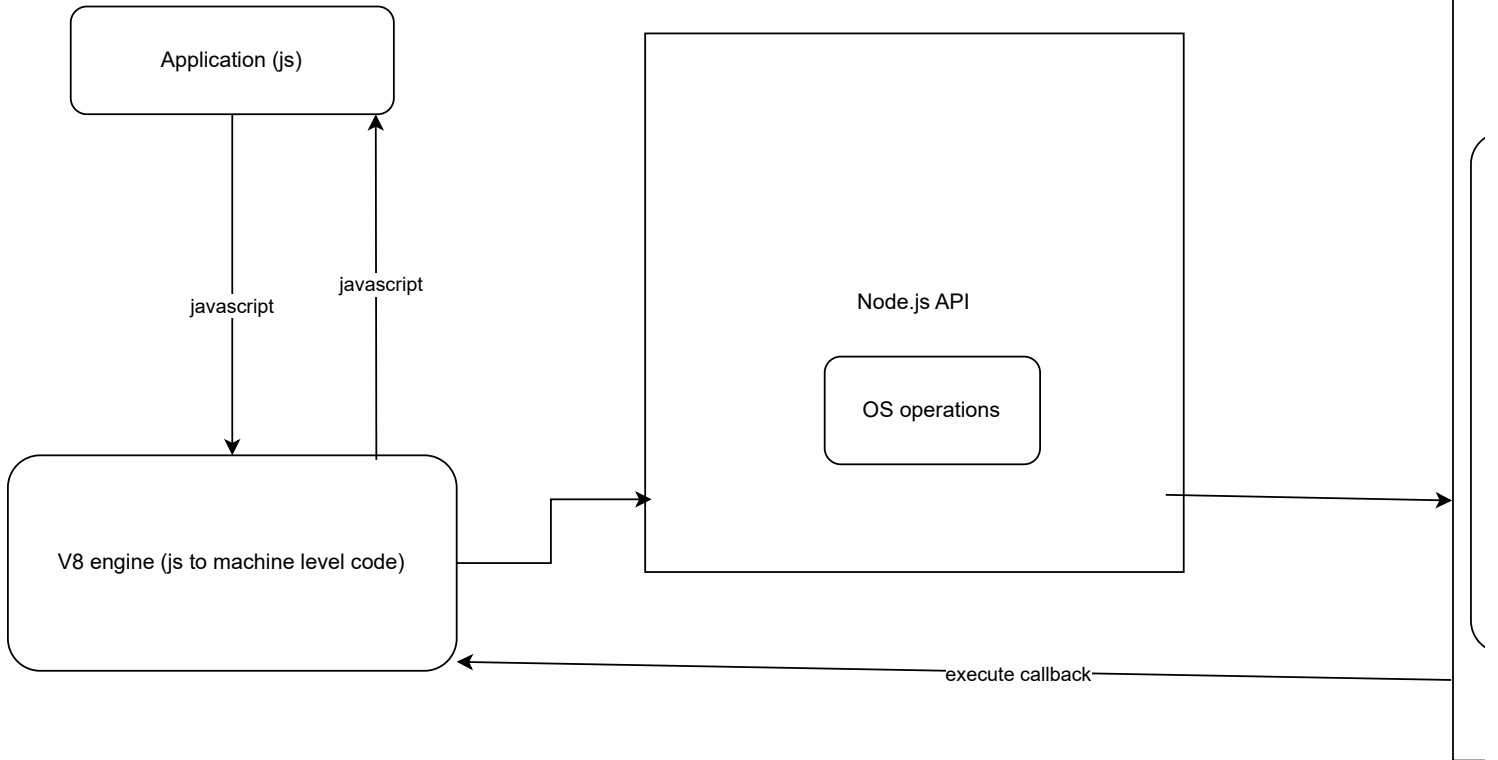 Application (js)
javascript
javascript
Node.js API
OS operations
V8 engine (js to machine level code)
execute callback